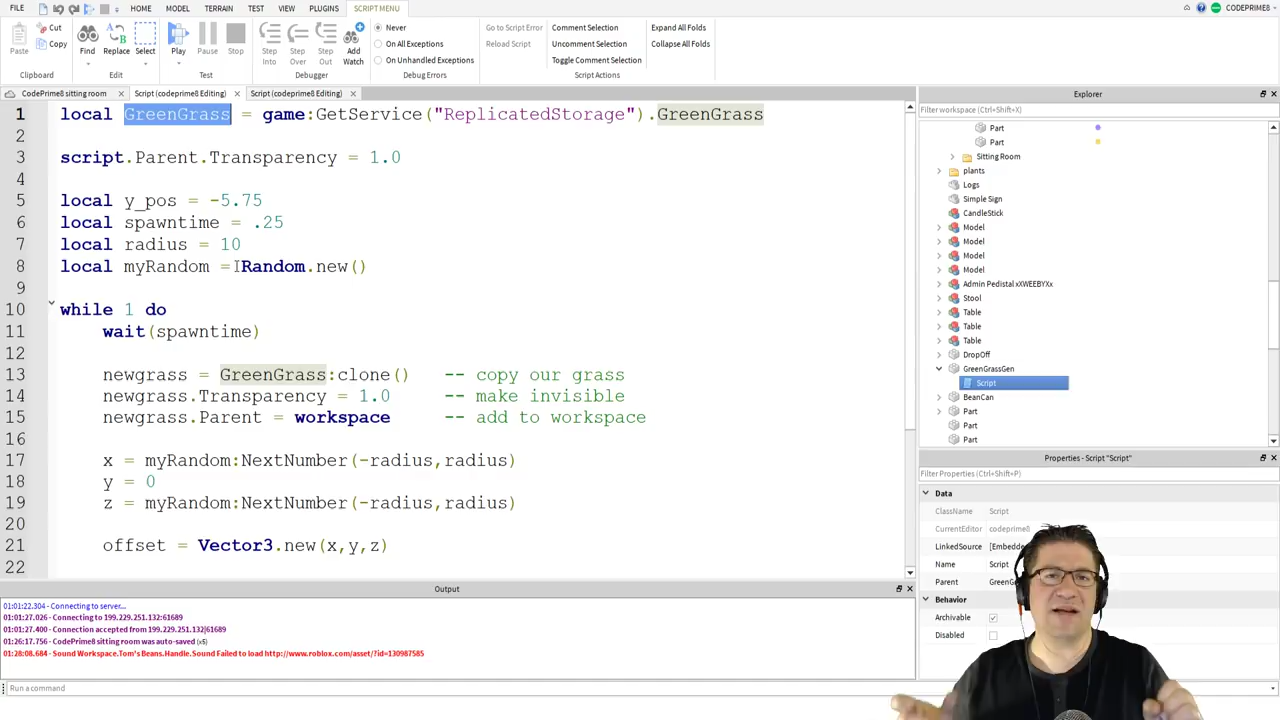 FILE HOME MODEL TERRAIN TEST VIEW PLUGINS SCRIPT MENU CODEPRIME8
Paste Cut Copy Clipboard
Find Replace Select Edit
Play Pause Stop Test
Step Into Step Over Step Out Add Watch Debugger
Never
On All Exceptions
On Unhandled Exceptions
Debug Errors
Go to Script Error
Reload Script
Comment Selection
Uncomment Selection
Toggle Comment Selection
Expand All Folds
Collapse All Folds
Script Actions
CodePrime8 sitting room x Script (codeprime8 Editing) x Script (codeprime8 Editing) x
1 local GreenGrass = game:GetService("ReplicatedStorage").GreenGrass
2
3 script.Parent.Transparency = 1.0
4
5 local y_pos = -5.75
6 local spawntime = .25
7 local radius = 10
8 local myRandom = Random.new()
9
10 while 1 do
11 wait(spawntime)
12
13 newgrass = GreenGrass:clone() -- copy our grass
14 newgrass.Transparency = 1.0 -- make invisible
15 newgrass.Parent = workspace -- add to workspace
16
17 x = myRandom:NextNumber(-radius,radius)
18 y = 0
19 z = myRandom:NextNumber(-radius,radius)
20
21 offset = Vector3.new(x,y,z)
22
Output
01:01:22.304 - Connecting to server...
01:01:27.026 - Connecting to 199.229.251.132:61689
01:01:27.400 - Connection accepted from 199.229.251.132|61689
01:26:17.756 - CodePrime8 sitting room was auto-saved (x5)
01:28:08.684 - Sound Workspace.Tom's Beans.Handle.Sound Failed to load http://www.roblox.com/asset/?id=130987585
Run a command
Explorer
Filter workspace (Ctrl+Shift+X)
Part
Part
Sitting Room
plants
Logs
Simple Sign
CandleStick
Model
Model
Model
Model
Admin Pedistal xXWEEBYXx
Stool
Table
Table
Table
DropOff
GreenGrassGen
Script
BeanCan
Part
Part
Part
Properties - Script "Script"
Filter Properties (Ctrl+Shift+P)
Data
ClassName Script
CurrentEditor codeprime8
LinkedSource [Embedde
Name Script
Parent GreenG
Behavior
Archivable
Disabled